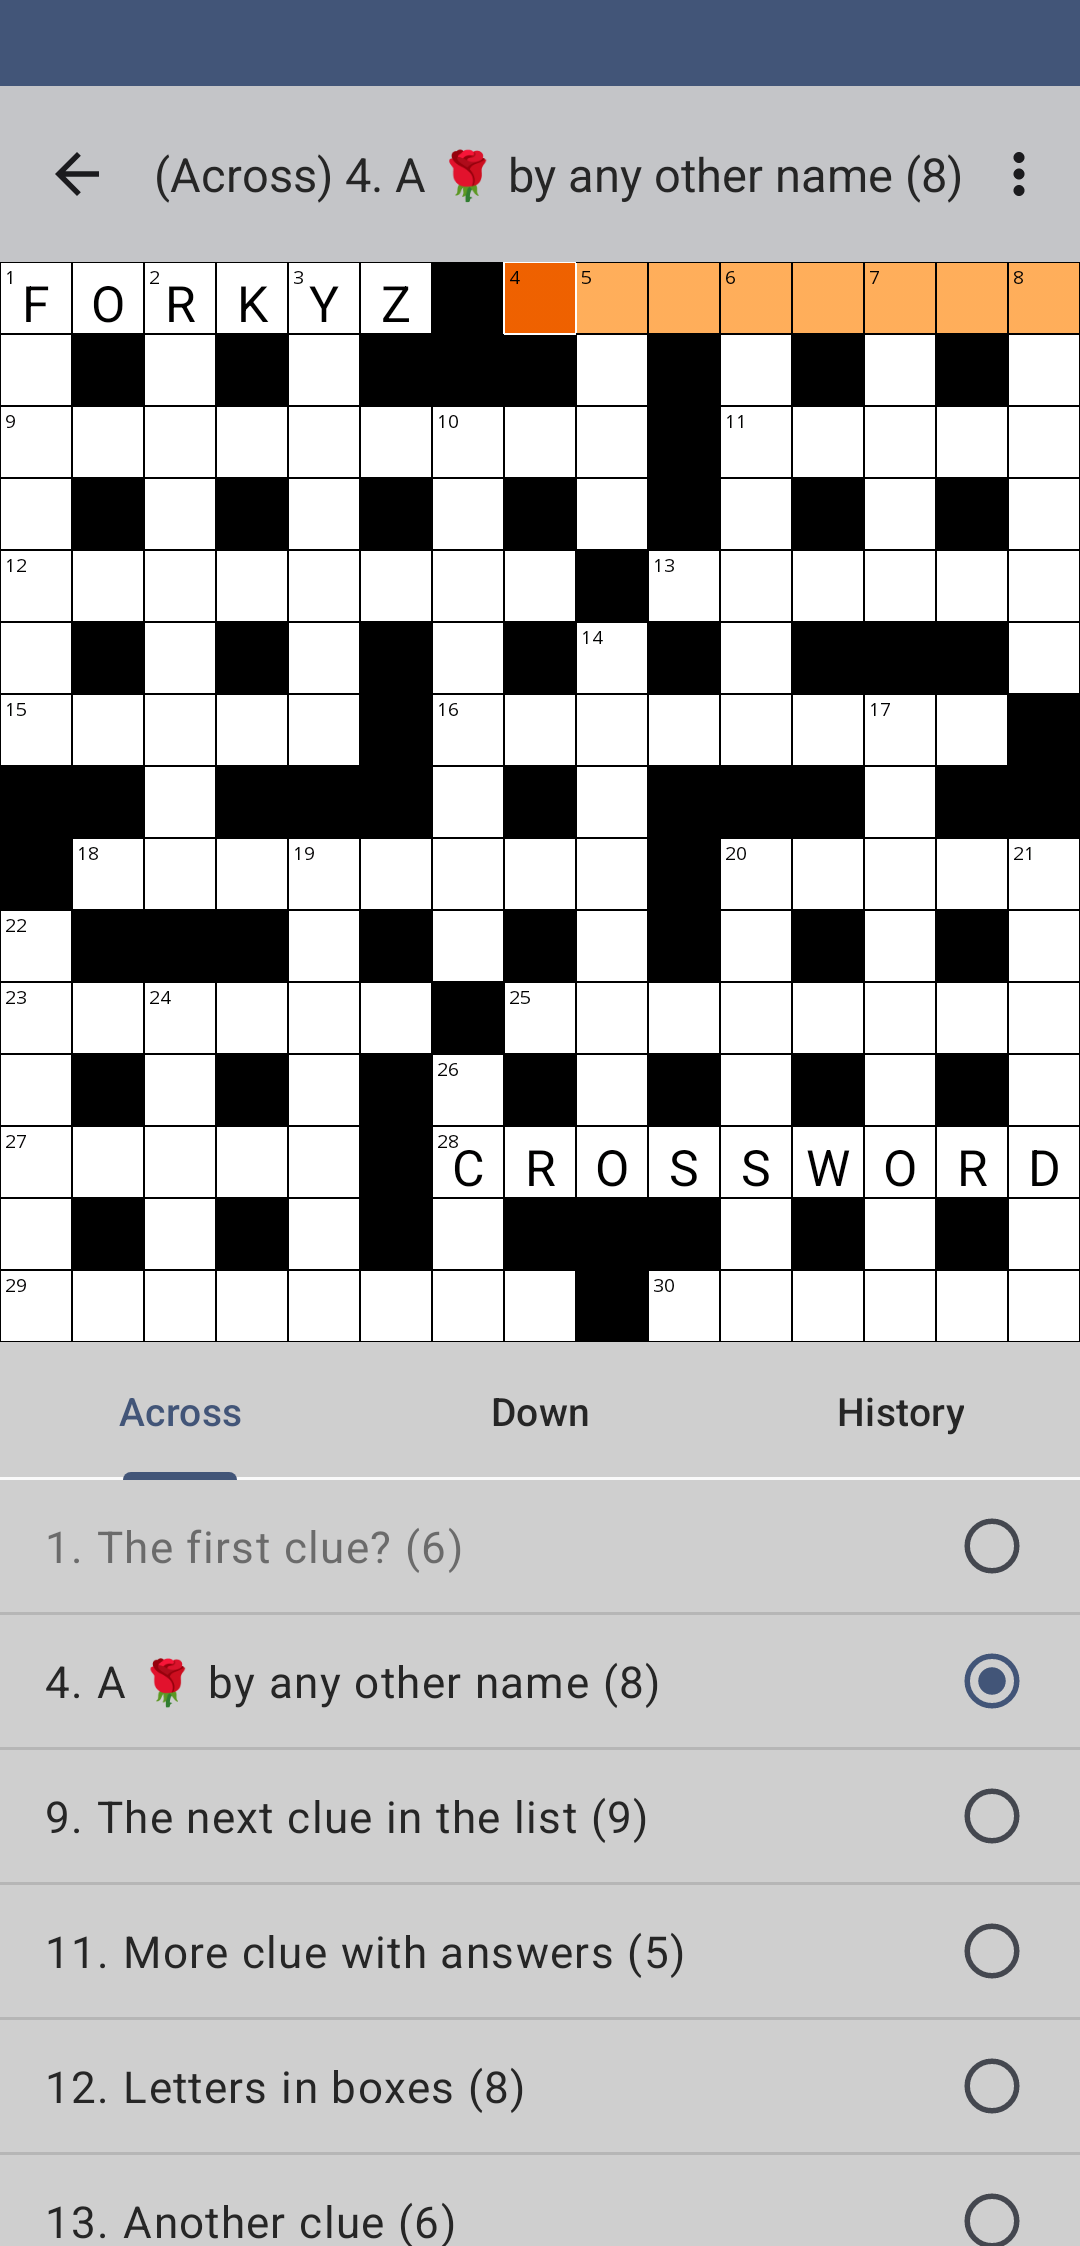 (Across) 4. A 🌹 by any other name (8)
1 F O 2 R K 3 Y Z 4 5 6 7 8
9 10 11
12 13
14
15 16 17
18 19 20 21
22
23 24 25
26
27 28 C R O S S W O R D
29 30
Across Down History
1. The first clue? (6)
4. A 🌹 by any other name (8)
9. The next clue in the list (9)
11. More clue with answers (5)
12. Letters in boxes (8)
13. Another clue (6)